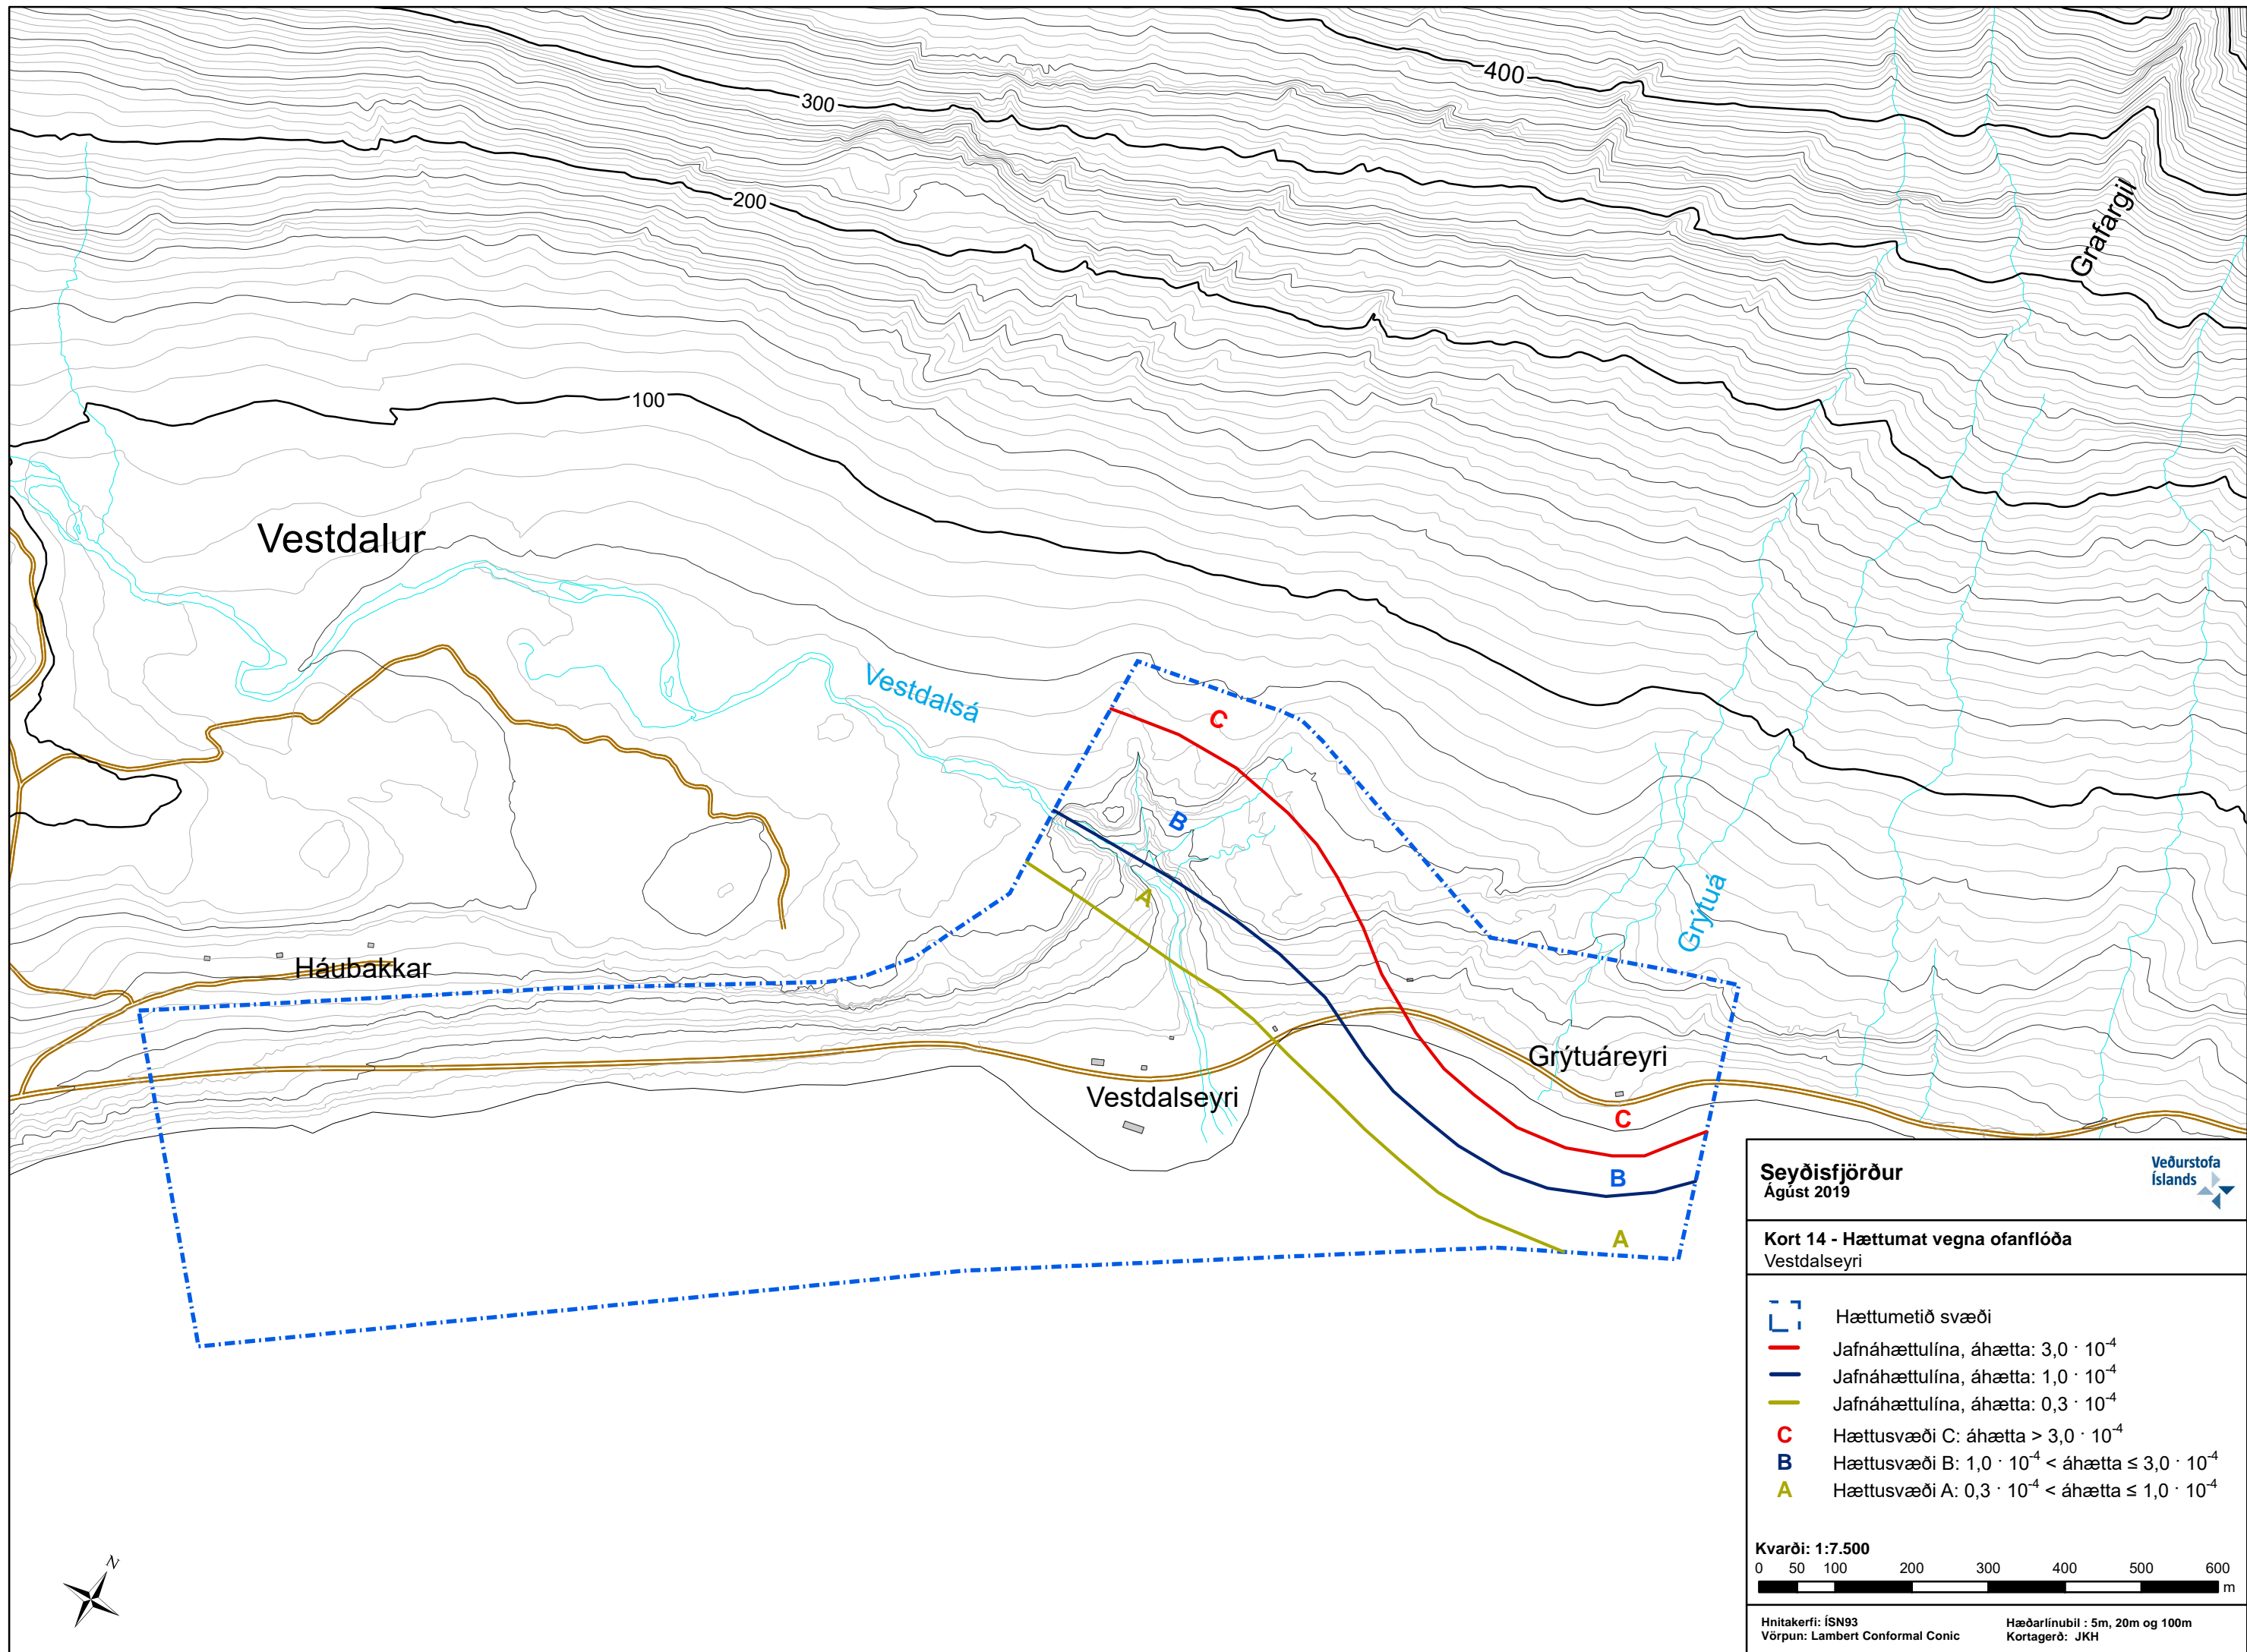 400
300
200
Grafargil
100
Vestdalur
Vestdalsá
C
B
A
Grýtuá
Háubakkar
Grýtuáreyri
Vestdalseyri
C
B
A
N
Seyðisfjörður
Ágúst 2019
Veðurstofa
Íslands
Kort 14 - Hættumat vegna ofanflóða
Vestdalseyri
Hættumetið svæði
Jafnáhættulína, áhætta: 3,0 · 10⁻⁴
Jafnáhættulína, áhætta: 1,0 · 10⁻⁴
Jafnáhættulína, áhætta: 0,3 · 10⁻⁴
C Hættusvæði C: áhætta > 3,0 · 10⁻⁴
B Hættusvæði B: 1,0 · 10⁻⁴ < áhætta ≤ 3,0 · 10⁻⁴
A Hættusvæði A: 0,3 · 10⁻⁴ < áhætta ≤ 1,0 · 10⁻⁴
Kvarði: 1:7.500
0 50 100 200 300 400 500 600
m
Hnitakerfi: ÍSN93
Vörpun: Lambert Conformal Conic
Hæðarlínubil : 5m, 20m og 100m
Kortagerð: JKH